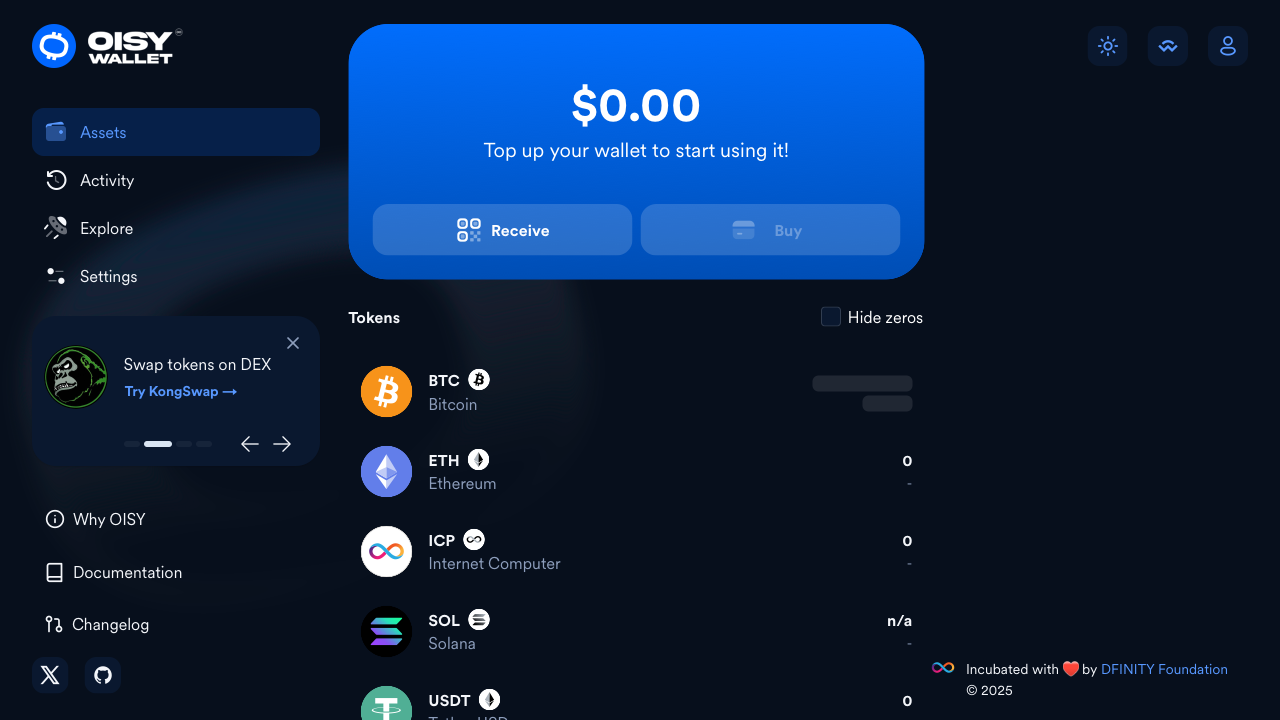 OISY
WALLET
Assets
Activity
Explore
Settings
Swap tokens on DEX
Try KongSwap →
Why OISY
Documentation
Changelog
$0.00
Top up your wallet to start using it!
Receive
Buy
Tokens
Hide zeros
BTC
Bitcoin
ETH
0
Ethereum
-
ICP
0
Internet Computer
-
SOL
n/a
Solana
-
USDT
0
Tether USD
Incubated with ❤️ by DFINITY Foundation
© 2025